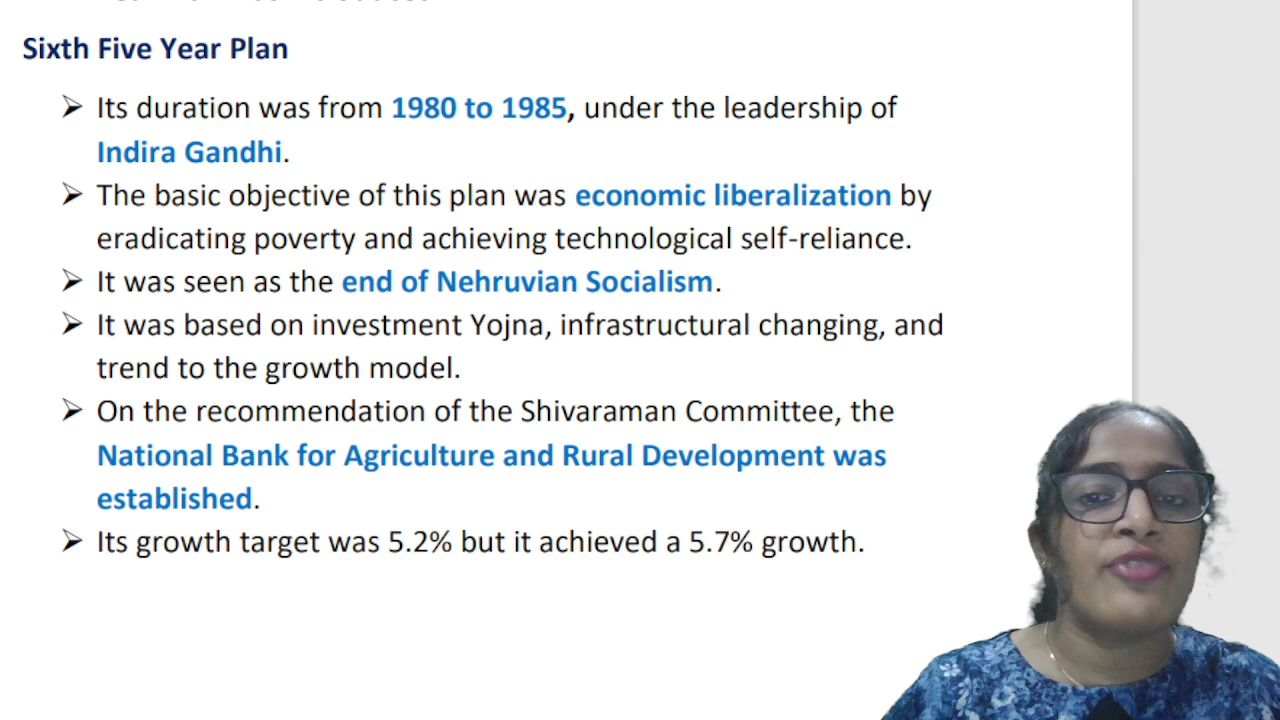 Sixth Five Year Plan
➢ Its duration was from 1980 to 1985, under the leadership of
Indira Gandhi.
➢ The basic objective of this plan was economic liberalization by
eradicating poverty and achieving technological self-reliance.
➢ It was seen as the end of Nehruvian Socialism.
➢ It was based on investment Yojna, infrastructural changing, and
trend to the growth model.
➢ On the recommendation of the Shivaraman Committee, the
National Bank for Agriculture and Rural Development was
established.
➢ Its growth target was 5.2% but it achieved a 5.7% growth.